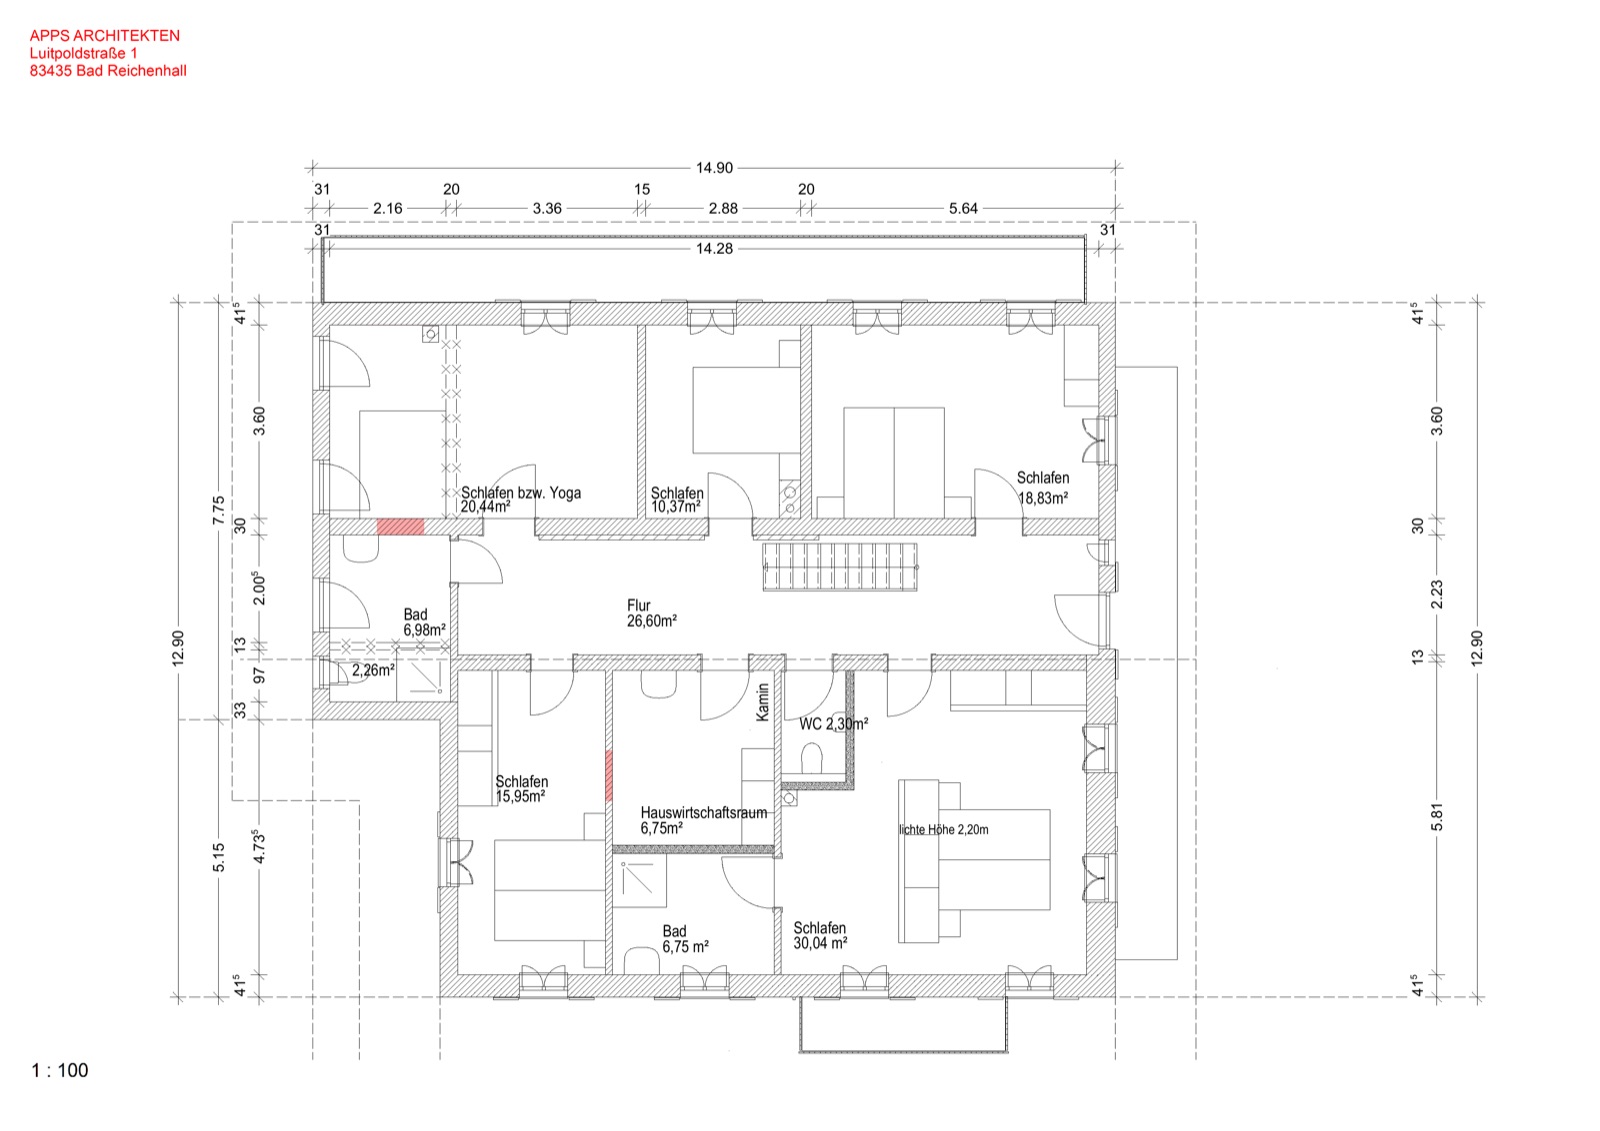 APPS ARCHITEKTEN
Luitpoldstraße 1
83435 Bad Reichenhall
14.90
31
20
15
20
2.16
3.36
2.88
5.64
31
31
14.28
41⁵
41⁵
3.60
3.60
7.75
30
30
2.00⁵
2.23
12.90
12.90
13
13
97
33
4.73⁵
5.15
5.81
41⁵
41⁵
Schlafen bzw. Yoga
20,44m²
Schlafen
10,37m²
Schlafen
18,83m²
Flur
26,60m²
Bad
6,98m²
2,26m²
Kamin
WC 2,30m²
Schlafen
15,95m²
Hauswirtschaftsraum
6,75m²
lichte Höhe 2,20m
Bad
6,75 m²
Schlafen
30,04 m²
1 : 100